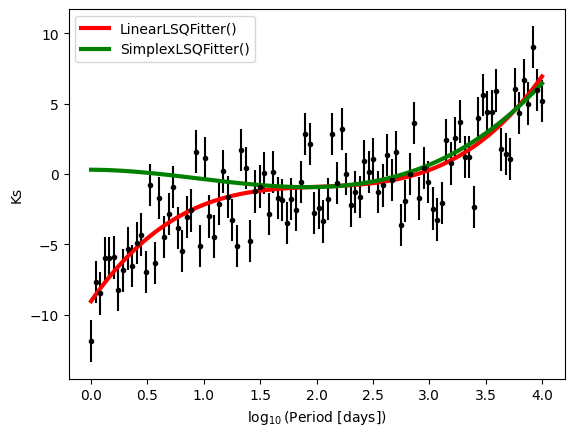 LinearLSQFitter()
SimplexLSQFitter()
10
5
0
−5
−10
Ks
0.0 0.5 1.0 1.5 2.0 2.5 3.0 3.5 4.0
log10(Period [days])